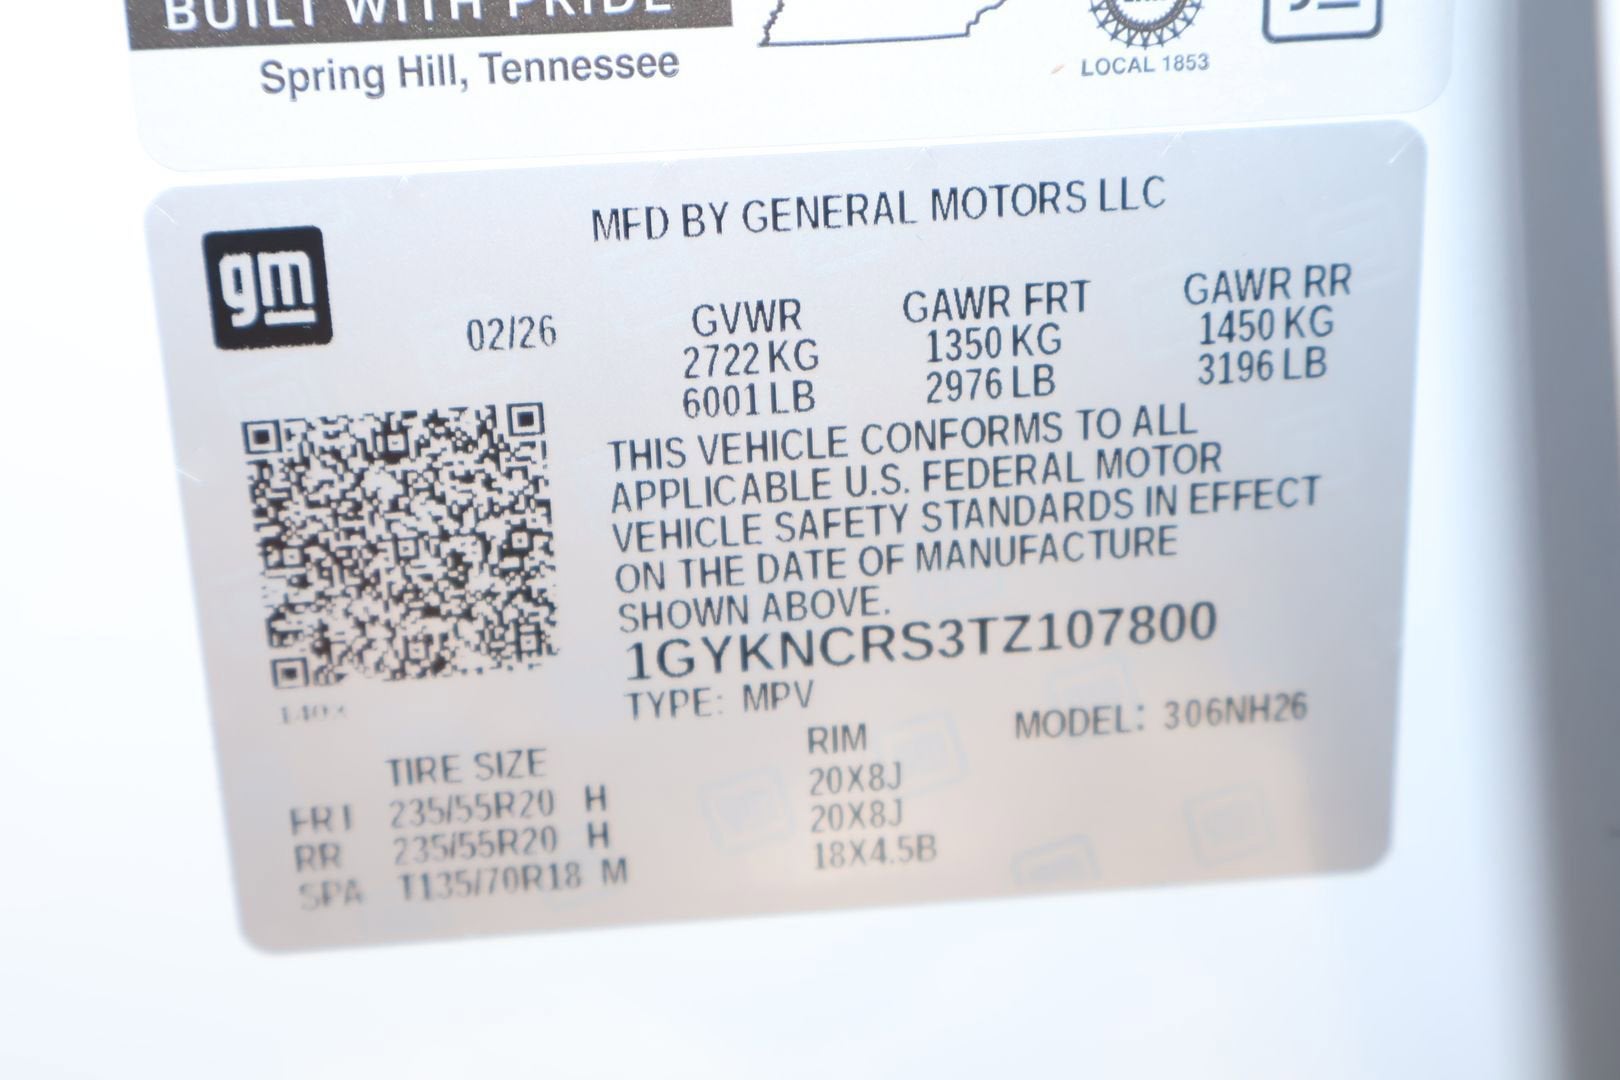 BUILT WITH PRIDE
Spring Hill, Tennessee
LOCAL 1853
gm
MFD BY GENERAL MOTORS LLC
02/26
GVWR
2722 KG
6001 LB
GAWR FRT
1350 KG
2976 LB
GAWR RR
1450 KG
3196 LB
THIS VEHICLE CONFORMS TO ALL
APPLICABLE U.S. FEDERAL MOTOR
VEHICLE SAFETY STANDARDS IN EFFECT
ON THE DATE OF MANUFACTURE
SHOWN ABOVE.
1GYKNCRS3TZ107800
TYPE: MPV
MODEL: 306NH26
TIRE SIZE
RIM
FRT 235/55R20 H 20X8J
RR 235/55R20 H 20X8J
SPA T135/70R18 M 18X4.5B